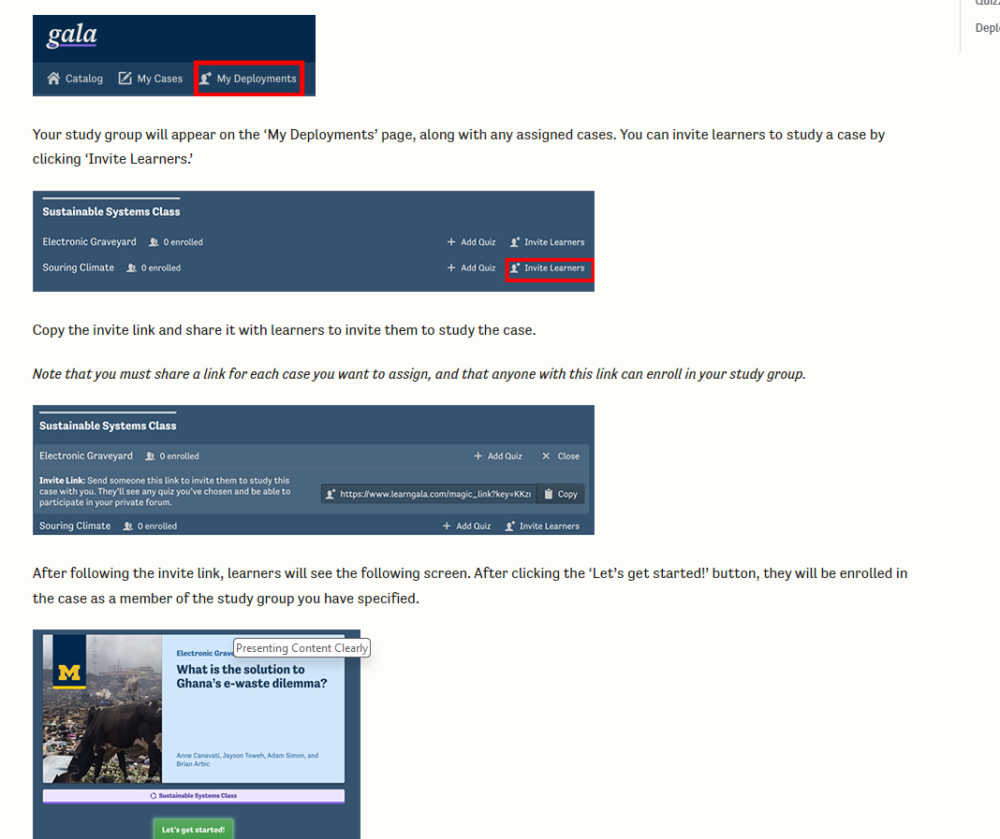 Quizz
Deplo
gala
Catalog My Cases My Deployments
Your study group will appear on the ‘My Deployments’ page, along with any assigned cases. You can invite learners to study a case by
clicking ‘Invite Learners.’
Sustainable Systems Class
Electronic Graveyard 0 enrolled + Add Quiz Invite Learners
Souring Climate 0 enrolled + Add Quiz Invite Learners
Copy the invite link and share it with learners to invite them to study the case.
Note that you must share a link for each case you want to assign, and that anyone with this link can enroll in your study group.
Sustainable Systems Class
Electronic Graveyard 0 enrolled + Add Quiz × Close
Invite Link: Send someone this link to invite them to study this
case with you. They’ll see any quiz you’ve chosen and be able to
participate in your private forum.
https://www.learngala.com/magic_link?key=KKzı Copy
Souring Climate 0 enrolled + Add Quiz Invite Learners
After following the invite link, learners will see the following screen. After clicking the ‘Let’s get started!’ button, they will be enrolled in
the case as a member of the study group you have specified.
M
Electronic Grave
Presenting Content Clearly
What is the solution to
Ghana’s e-waste dilemma?
Anne Canavati, Jayson Toweh, Adam Simon, and
Brian Arbic
Sustainable Systems Class
Let’s get started!